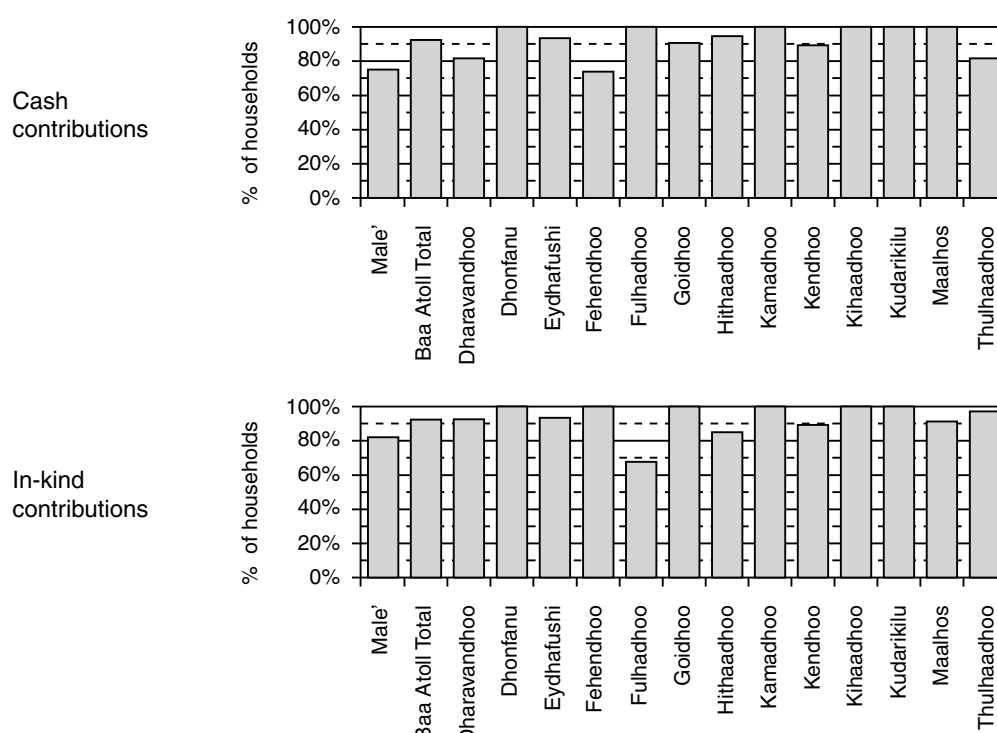 Cash
contributions
% of households
100%
80%
60%
40%
20%
0%
Male’
Baa Atoll Total
Dharavandhoo
Dhonfanu
Eydhafushi
Fehendhoo
Fulhadhoo
Goidhoo
Hithaadhoo
Kamadhoo
Kendhoo
Kihaadhoo
Kudarikilu
Maalhos
Thulhaadhoo
In-kind
contributions
% of households
100%
80%
60%
40%
20%
0%
Male’
Baa Atoll Total
Dharavandhoo
Dhonfanu
Eydhafushi
Fehendhoo
Fulhadhoo
Goidhoo
Hithaadhoo
Kamadhoo
Kendhoo
Kihaadhoo
Kudarikilu
Maalhos
Thulhaadhoo